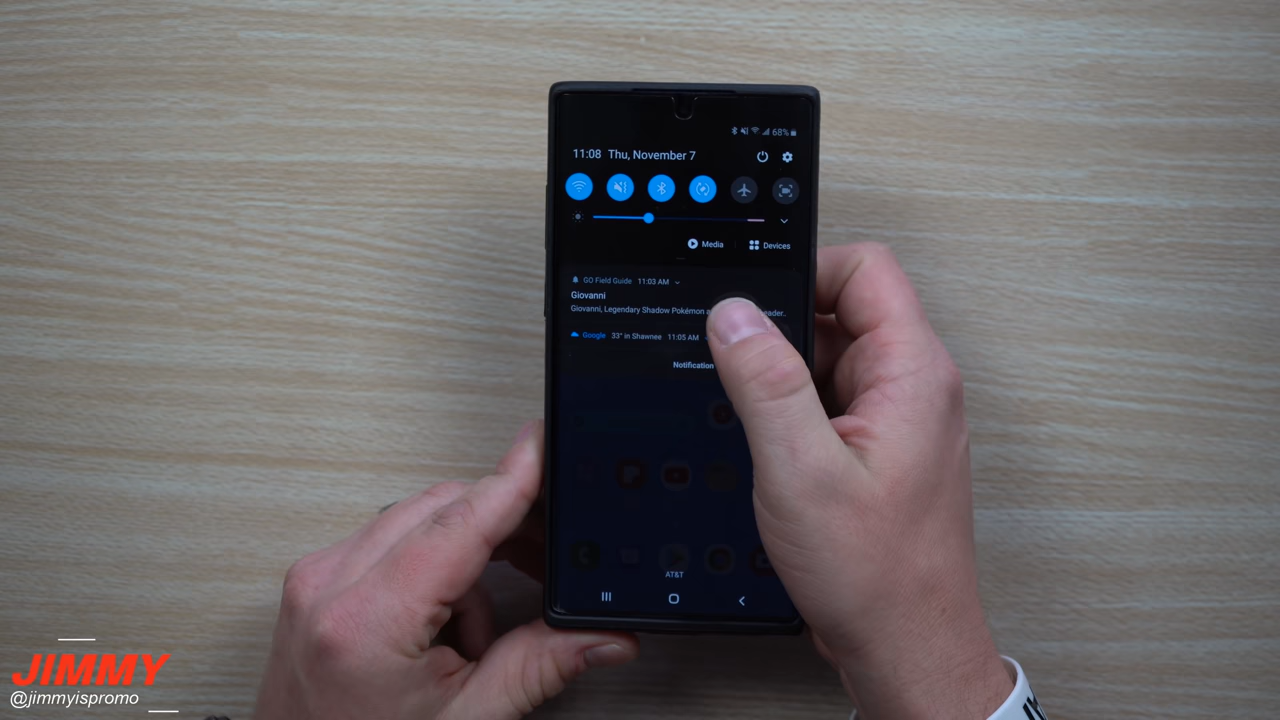 68%
11:08 Thu, November 7
Media
Devices
GO Field Guide 11:03 AM
Giovanni
Giovanni, Legendary Shadow Pokémon
Google 33° in Shawnee 11:05 AM
Notification
AT&T
JIMMY
@jimmyispromo